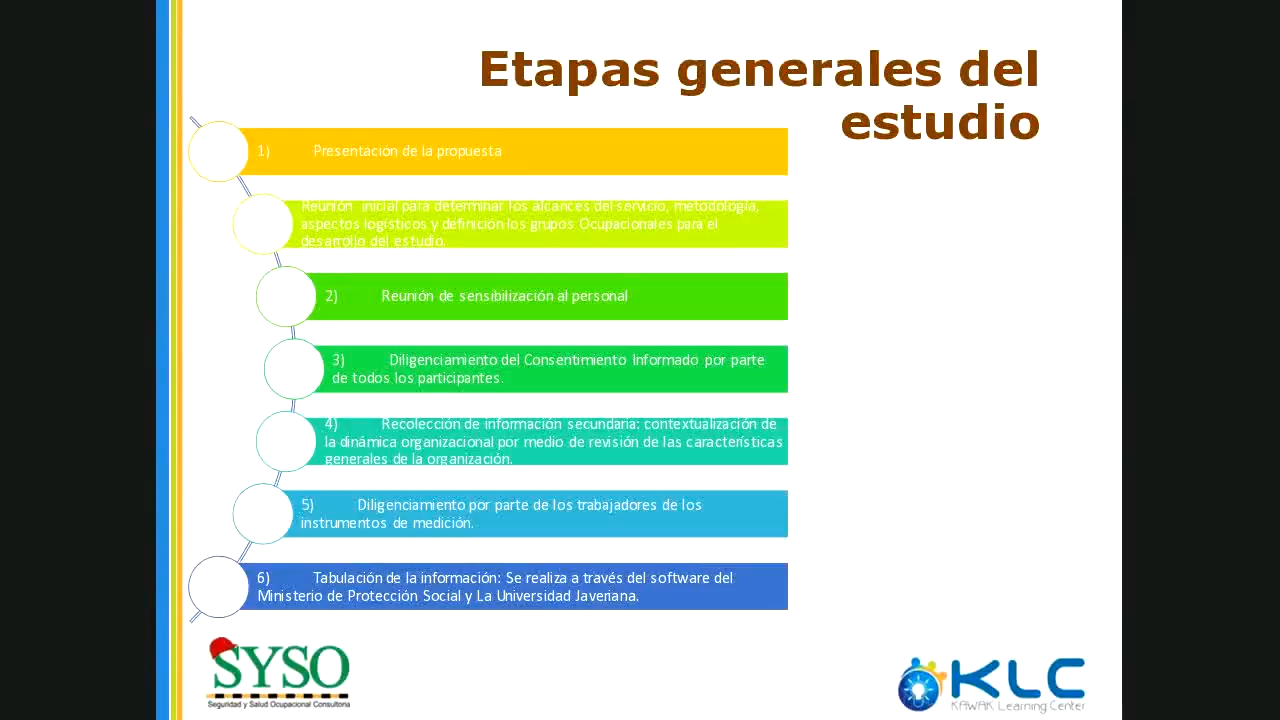 Etapas generales del
estudio
1) Presentación de la propuesta
Reunión inicial para determinar los alcances del servicio, metodología,
aspectos logísticos y definición los grupos Ocupacionales para el
desarrollo del estudio.
2) Reunión de sensibilización al personal
3) Diligenciamiento del Consentimiento Informado por parte
de todos los participantes.
4) Recolección de información secundaria: contextualización de
la dinámica organizacional por medio de revisión de las características
generales de la organización.
5) Diligenciamiento por parte de los trabajadores de los
instrumentos de medición.
6) Tabulación de la información: Se realiza a través del software del
Ministerio de Protección Social y La Universidad Javeriana.
SYSO
Seguridad y Salud Ocupacional Consultoria
KLC
KAWAK Learning Center